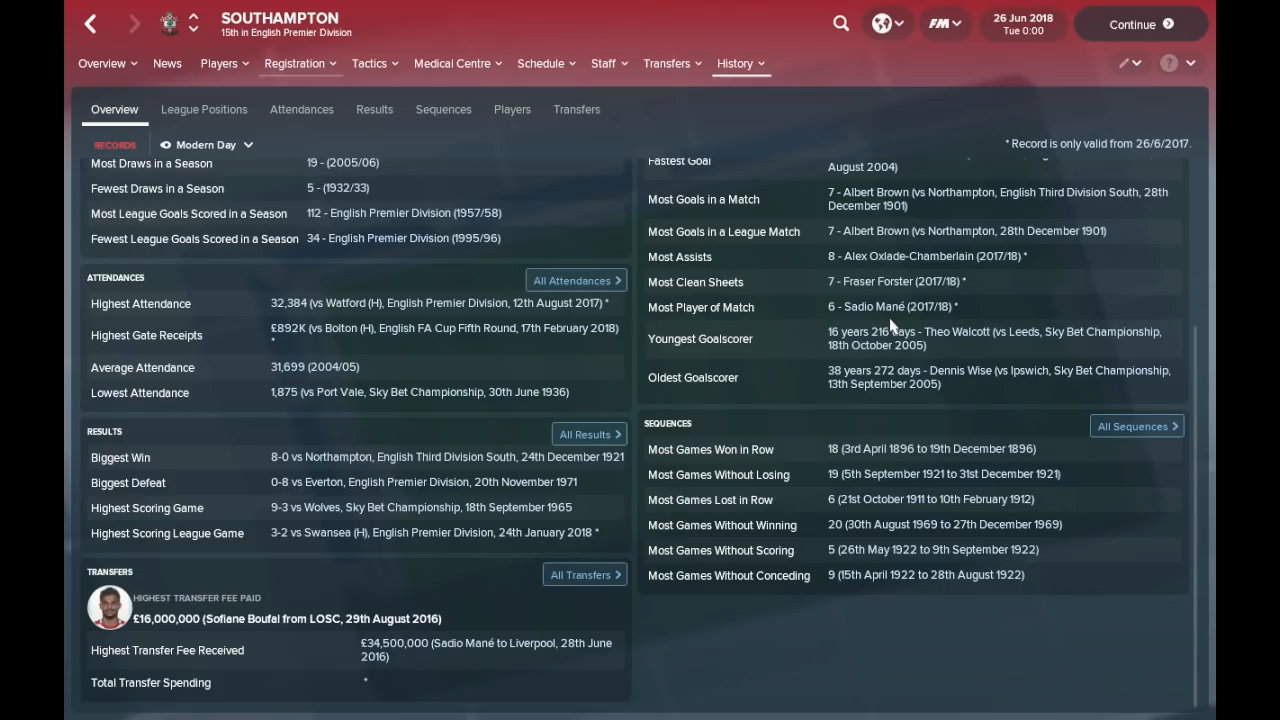 SOUTHAMPTON
15th in English Premier Division
FM
26 Jun 2018
Tue 0:00
Continue
Overview
News
Players
Registration
Tactics
Medical Centre
Schedule
Staff
Transfers
History
?
Overview
League Positions
Attendances
Results
Sequences
Players
Transfers
RECORDS
Modern Day
* Record is only valid from 26/6/2017.
Most Draws in a Season
19 - (2005/06)
Fewest Draws in a Season
5 - (1932/33)
Most League Goals Scored in a Season
112 - English Premier Division (1957/58)
Fewest League Goals Scored in a Season
34 - English Premier Division (1995/96)
ATTENDANCES
All Attendances
Highest Attendance
32,384 (vs Watford (H), English Premier Division, 12th August 2017) *
Highest Gate Receipts
£892K (vs Bolton (H), English FA Cup Fifth Round, 17th February 2018)
*
Average Attendance
31,699 (2004/05)
Lowest Attendance
1,875 (vs Port Vale, Sky Bet Championship, 30th June 1936)
RESULTS
All Results
Biggest Win
8-0 vs Northampton, English Third Division South, 24th December 1921
Biggest Defeat
0-8 vs Everton, English Premier Division, 20th November 1971
Highest Scoring Game
9-3 vs Wolves, Sky Bet Championship, 18th September 1965
Highest Scoring League Game
3-2 vs Swansea (H), English Premier Division, 24th January 2018 *
TRANSFERS
All Transfers
HIGHEST TRANSFER FEE PAID
£16,000,000 (Sofiane Boufal from LOSC, 29th August 2016)
Highest Transfer Fee Received
£34,500,000 (Sadio Mané to Liverpool, 28th June
2016)
Total Transfer Spending
*
Fastest Goal
August 2004)
Most Goals in a Match
7 - Albert Brown (vs Northampton, English Third Division South, 28th
December 1901)
Most Goals in a League Match
7 - Albert Brown (vs Northampton, 28th December 1901)
Most Assists
8 - Alex Oxlade-Chamberlain (2017/18) *
Most Clean Sheets
7 - Fraser Forster (2017/18) *
Most Player of Match
6 - Sadio Mané (2017/18) *
Youngest Goalscorer
16 years 216 days - Theo Walcott (vs Leeds, Sky Bet Championship,
18th October 2005)
Oldest Goalscorer
38 years 272 days - Dennis Wise (vs Ipswich, Sky Bet Championship,
13th September 2005)
SEQUENCES
All Sequences
Most Games Won in Row
18 (3rd April 1896 to 19th December 1896)
Most Games Without Losing
19 (5th September 1921 to 31st December 1921)
Most Games Lost in Row
6 (21st October 1911 to 10th February 1912)
Most Games Without Winning
20 (30th August 1969 to 27th December 1969)
Most Games Without Scoring
5 (26th May 1922 to 9th September 1922)
Most Games Without Conceding
9 (15th April 1922 to 28th August 1922)